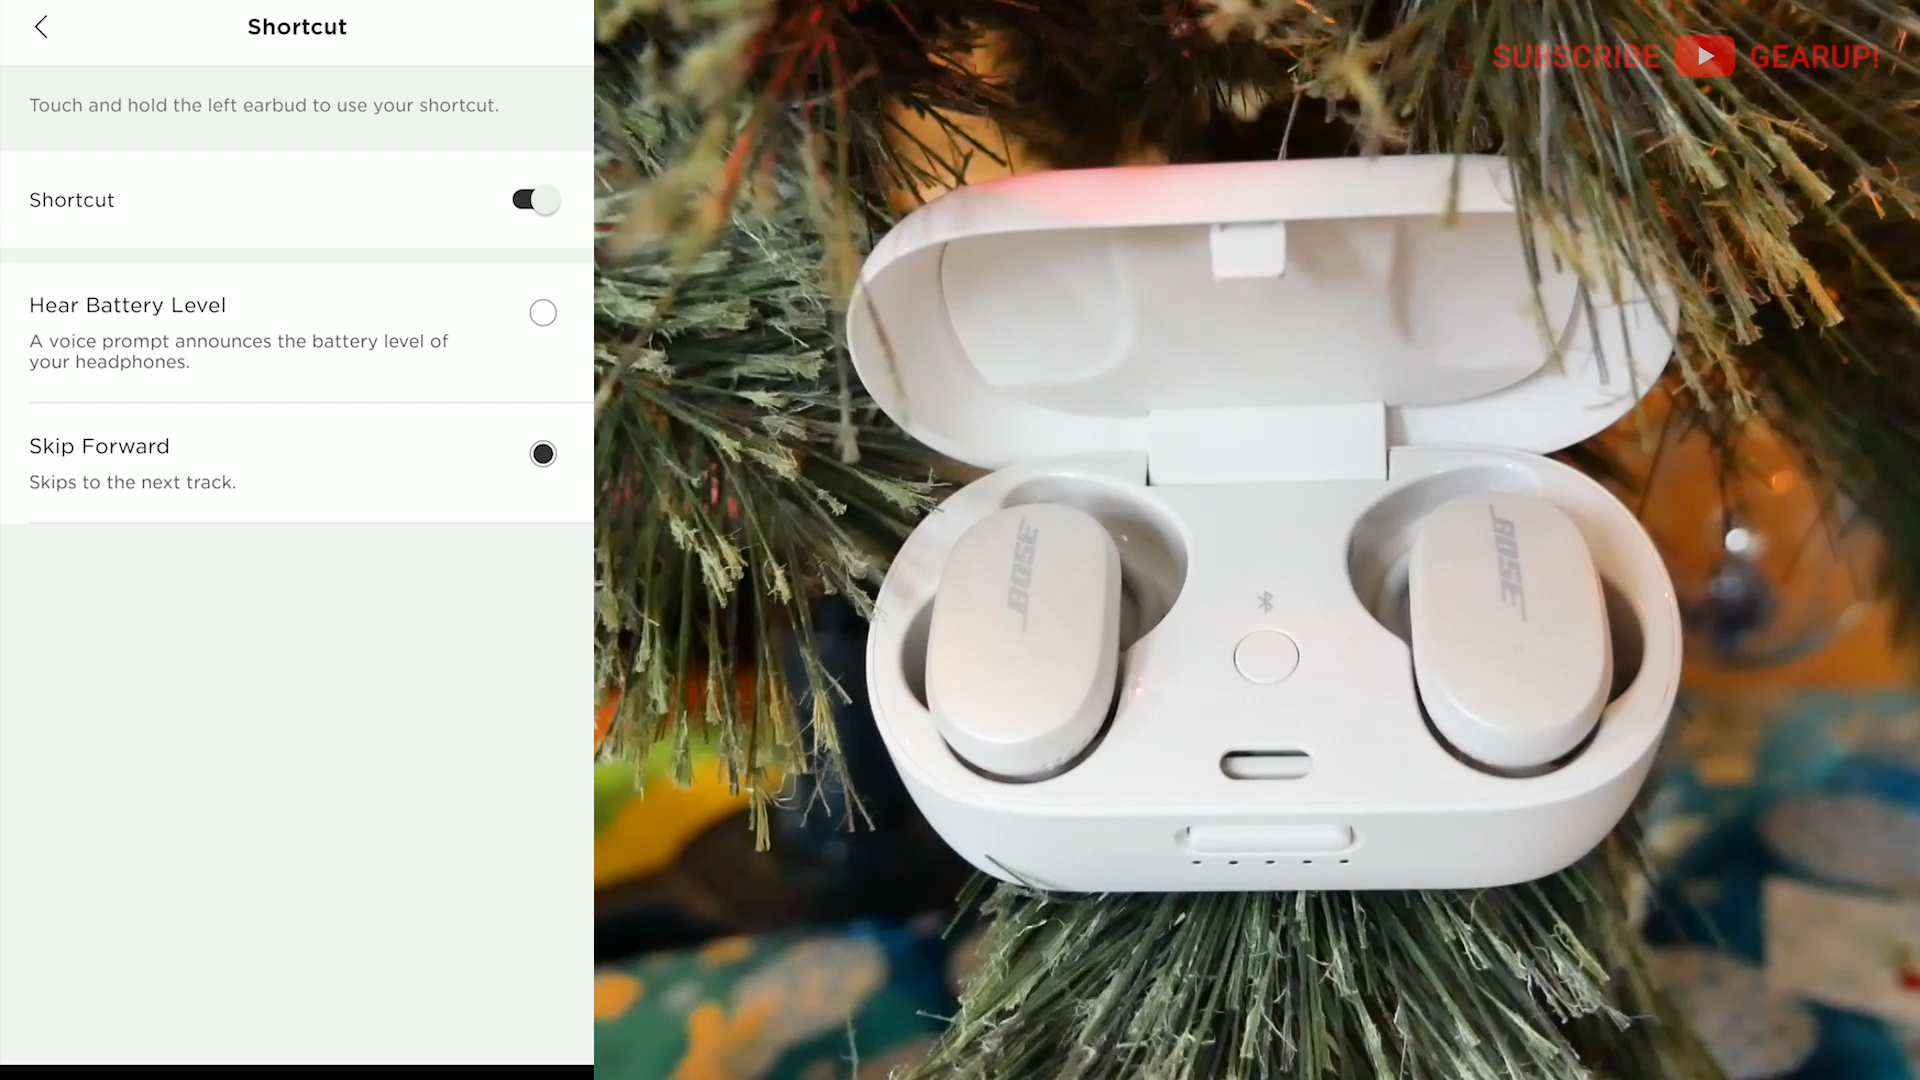 Shortcut
Touch and hold the left earbud to use your shortcut.
Shortcut
Hear Battery Level
A voice prompt announces the battery level of
your headphones.
Skip Forward
Skips to the next track.
SUBSCRIBE GEARUP!
BOSE
BOSE